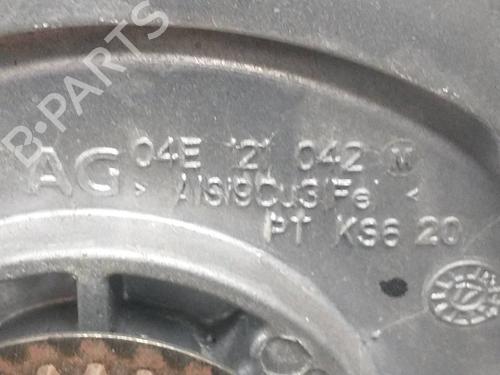 B-PARTS
AG 04E 121 042 M
> AlSi9Cu3(Fe) <
PT KS6 20